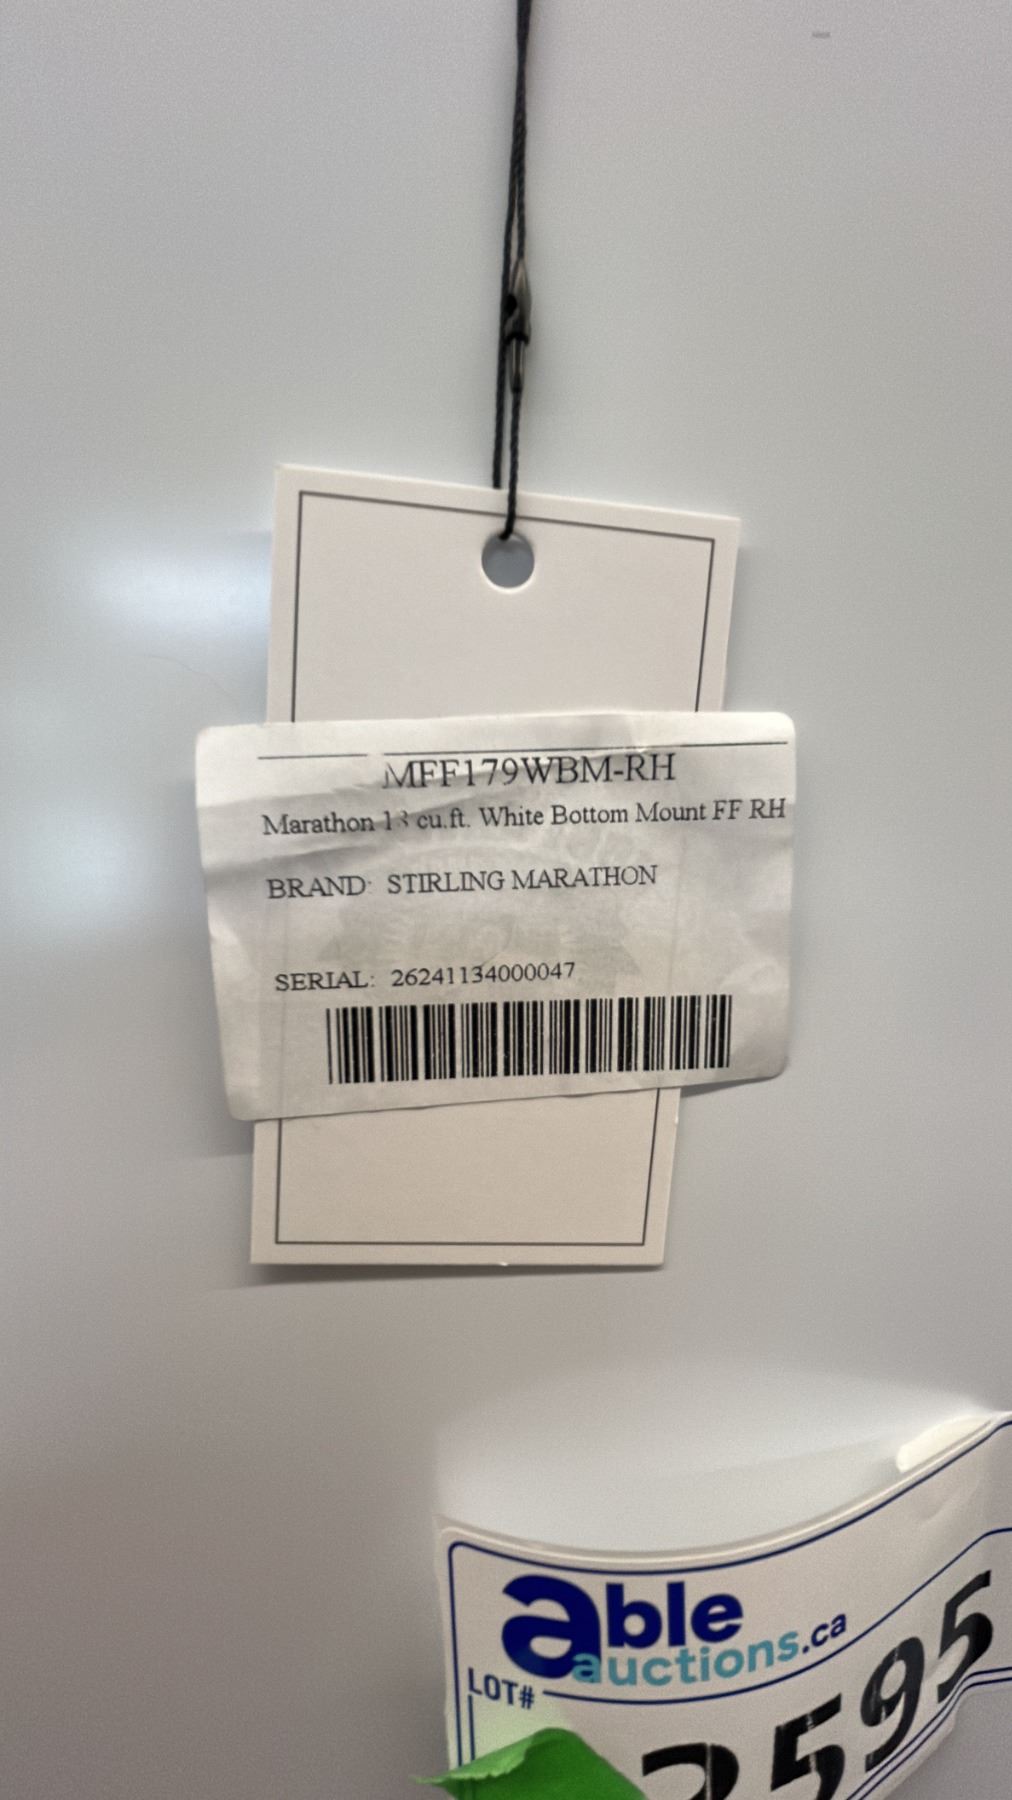 MFF179WBM-RH
Marathon cu.ft. White Bottom Mount FF RH
BRAND: STIRLING MARATHON
SERIAL: 26241134000047
able
auctions.ca
LOT#